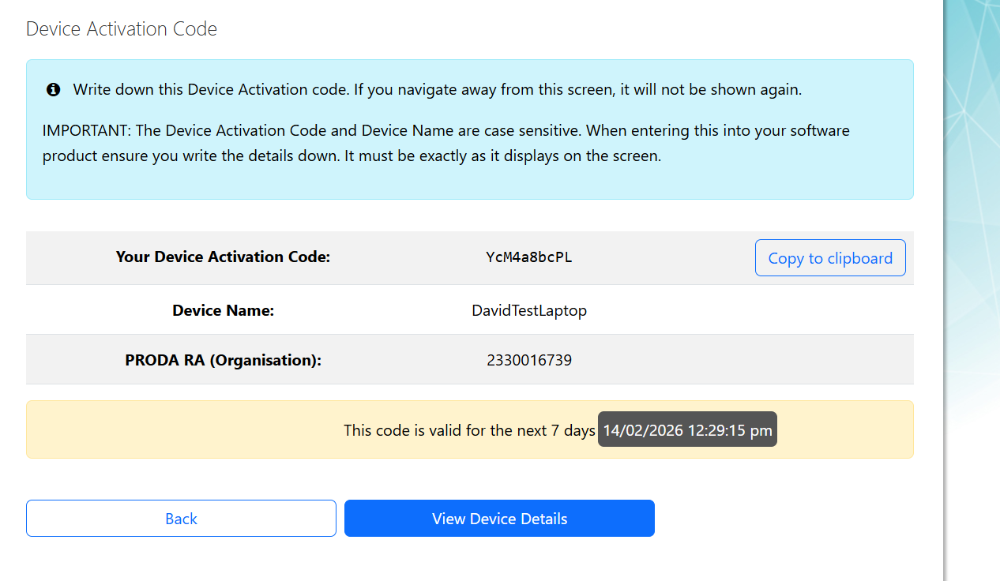 Device Activation Code
Write down this Device Activation code. If you navigate away from this screen, it will not be shown again.
IMPORTANT: The Device Activation Code and Device Name are case sensitive. When entering this into your software
product ensure you write the details down. It must be exactly as it displays on the screen.
Your Device Activation Code: YcM4a8bcPL Copy to clipboard
Device Name: DavidTestLaptop
PRODA RA (Organisation): 2330016739
This code is valid for the next 7 days 14/02/2026 12:29:15 pm
Back View Device Details